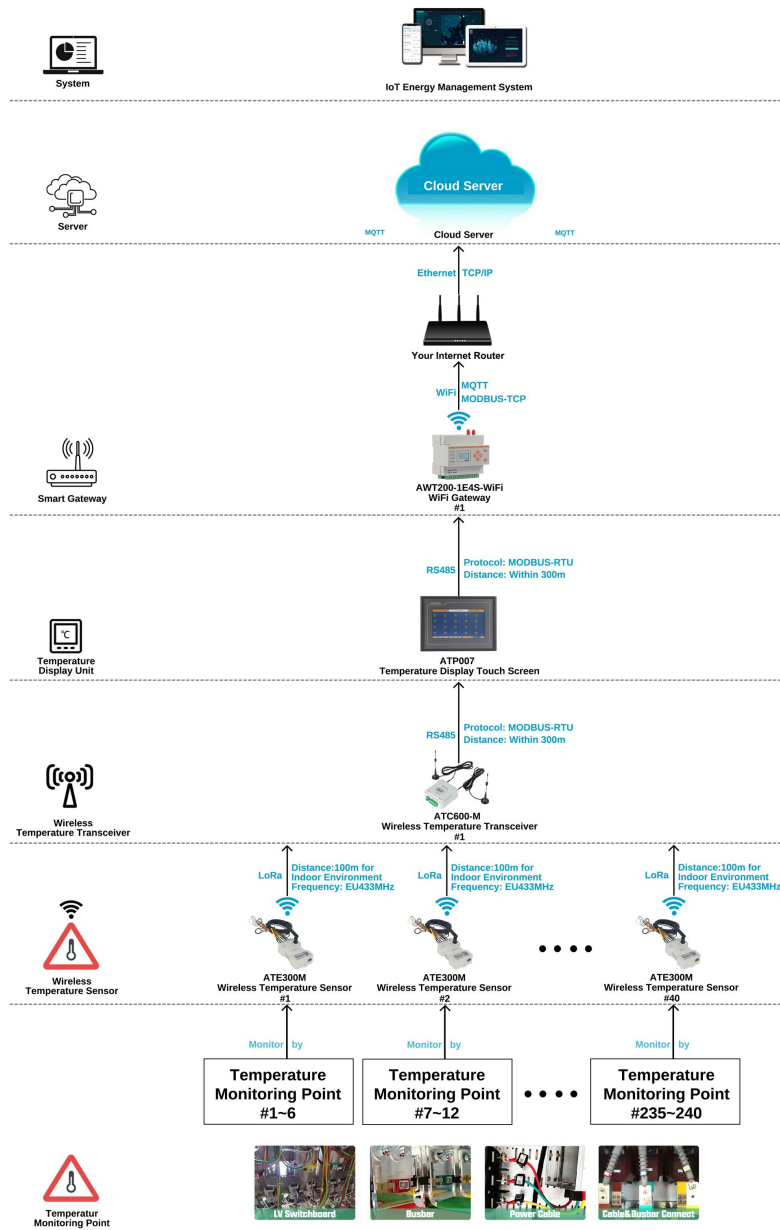 System
IoT Energy Management System
Cloud Server
Server
MQTT
Cloud Server
MQTT
Ethernet
TCP/IP
Your Internet Router
WiFi
MQTT
MODBUS-TCP
Smart Gateway
AWT200-1E4S-WiFi
WiFi Gateway
#1
RS485
Protocol: MODBUS-RTU
Distance: Within 300m
℃
Temperature
Display Unit
ATP007
Temperature Display Touch Screen
RS485
Protocol: MODBUS-RTU
Distance: Within 300m
Wireless
Temperature Transceiver
ATC600-M
Wireless Temperature Transceiver
#1
LoRa
Distance:100m for
Indoor Environment
Frequency: EU433MHz
LoRa
Distance:100m for
Indoor Environment
Frequency: EU433MHz
LoRa
Distance:100m for
Indoor Environment
Frequency: EU433MHz
Wireless
Temperature Sensor
ATE300M
Wireless Temperature Sensor
#1
ATE300M
Wireless Temperature Sensor
#2
ATE300M
Wireless Temperature Sensor
#40
Monitor by
Monitor by
Monitor by
Temperature
Monitoring Point
#1~6
Temperature
Monitoring Point
#7~12
Temperature
Monitoring Point
#235~240
Temperatur
Monitoring Point
LV Switchboard
Busbar
Power Cable
Cable&Busbar Connect